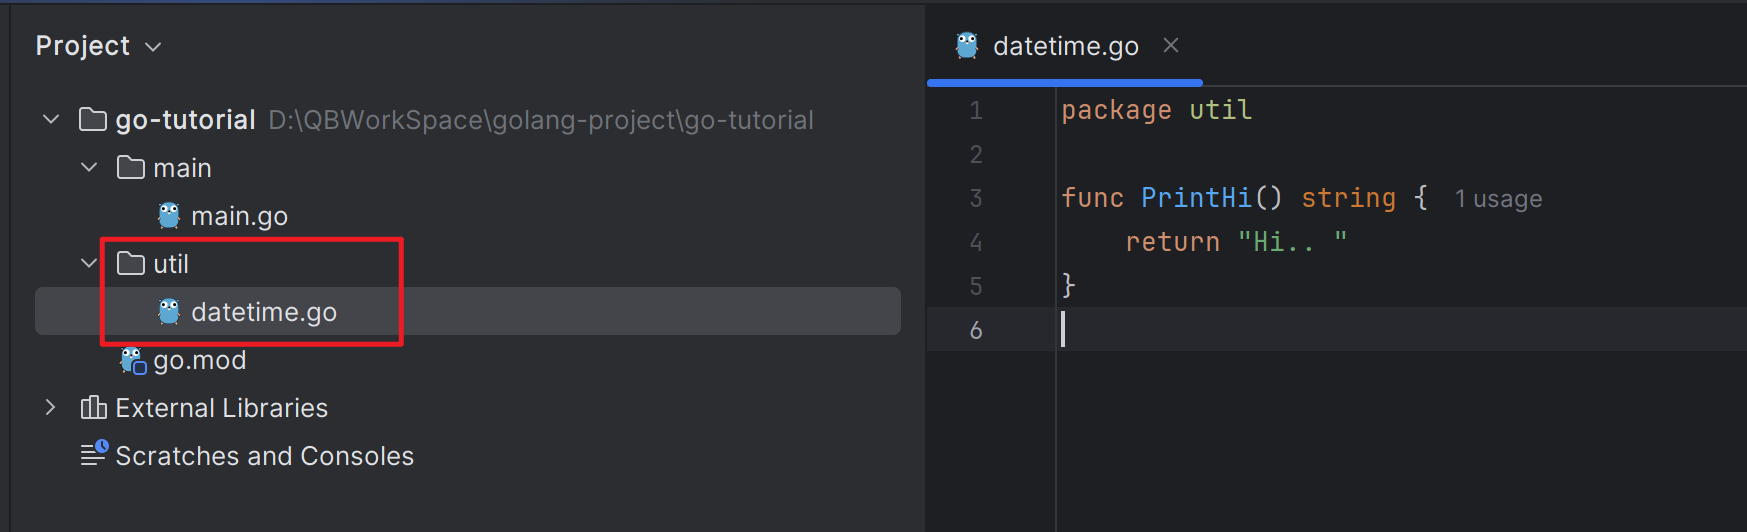 Project
go-tutorial D:\QBWorkSpace\golang-project\go-tutorial
main
main.go
util
datetime.go
go.mod
External Libraries
Scratches and Consoles
datetime.go
1 package util
2
3 func PrintHi() string { 1 usage
4 return "Hi.. "
5 }
6